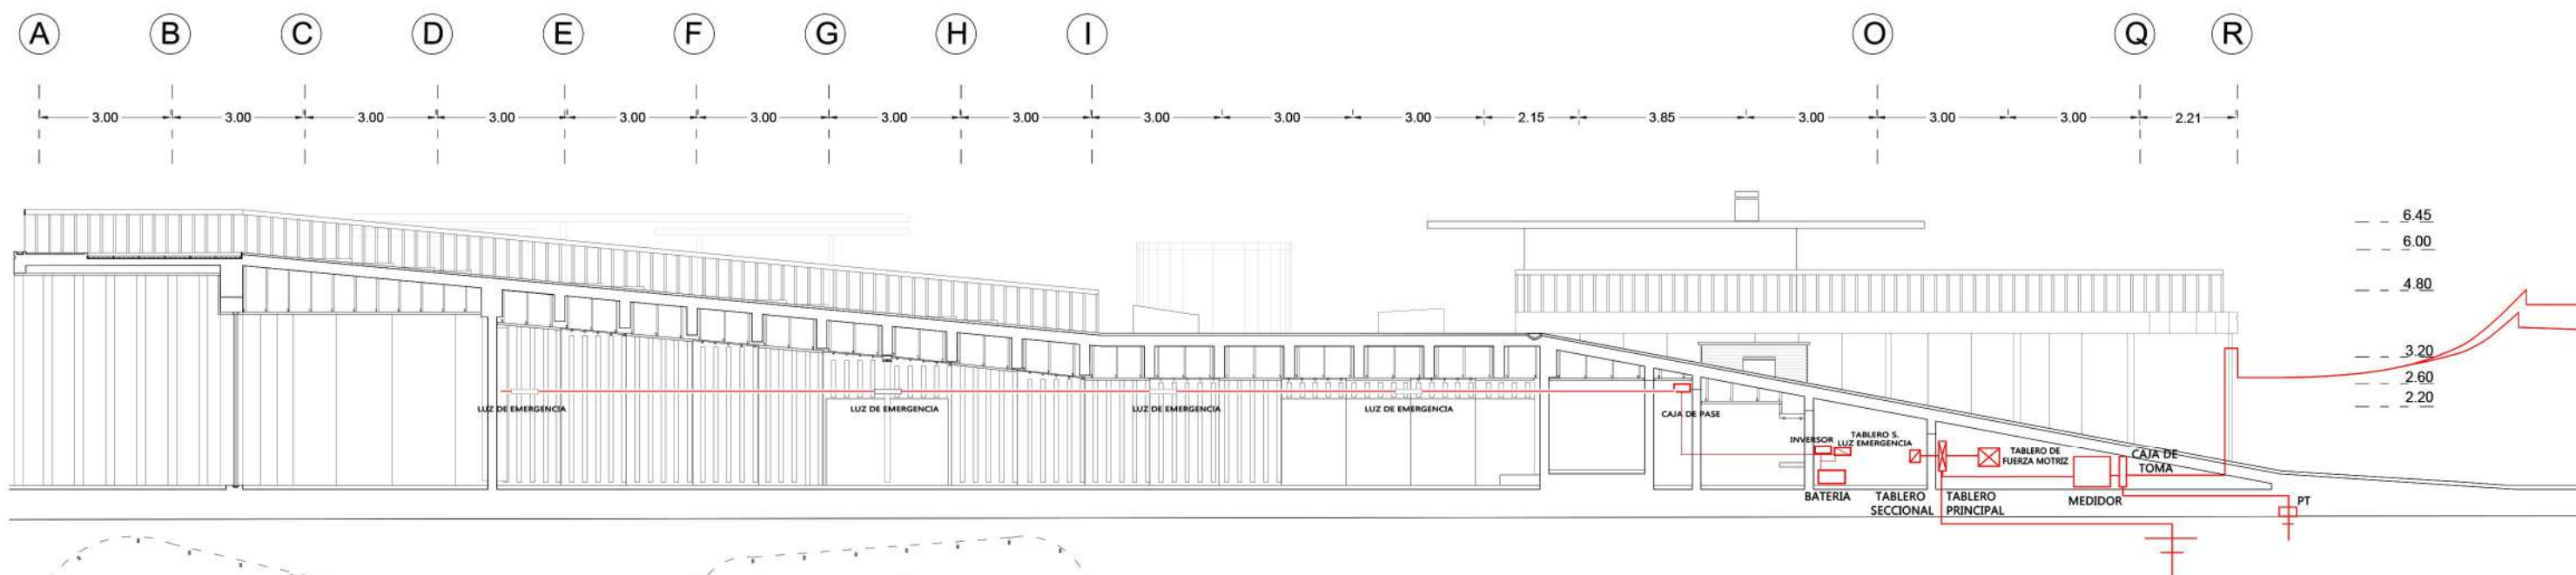 A B C D E F G H I O Q R
3.00 3.00 3.00 3.00 3.00 3.00 3.00 3.00 3.00 3.00 3.00 2.15 3.85 3.00 3.00 3.00 2.21
6.45
6.00
4.80
3.20
2.60
2.20
LUZ DE EMERGENCIA LUZ DE EMERGENCIA LUZ DE EMERGENCIA LUZ DE EMERGENCIA
CAJA DE PASE
INVERSOR
TABLERO S.
LUZ EMERGENCIA
BATERIA
TABLERO
SECCIONAL
TABLERO
PRINCIPAL
TABLERO DE
FUERZA MOTRIZ
MEDIDOR
CAJA DE
TOMA
PT